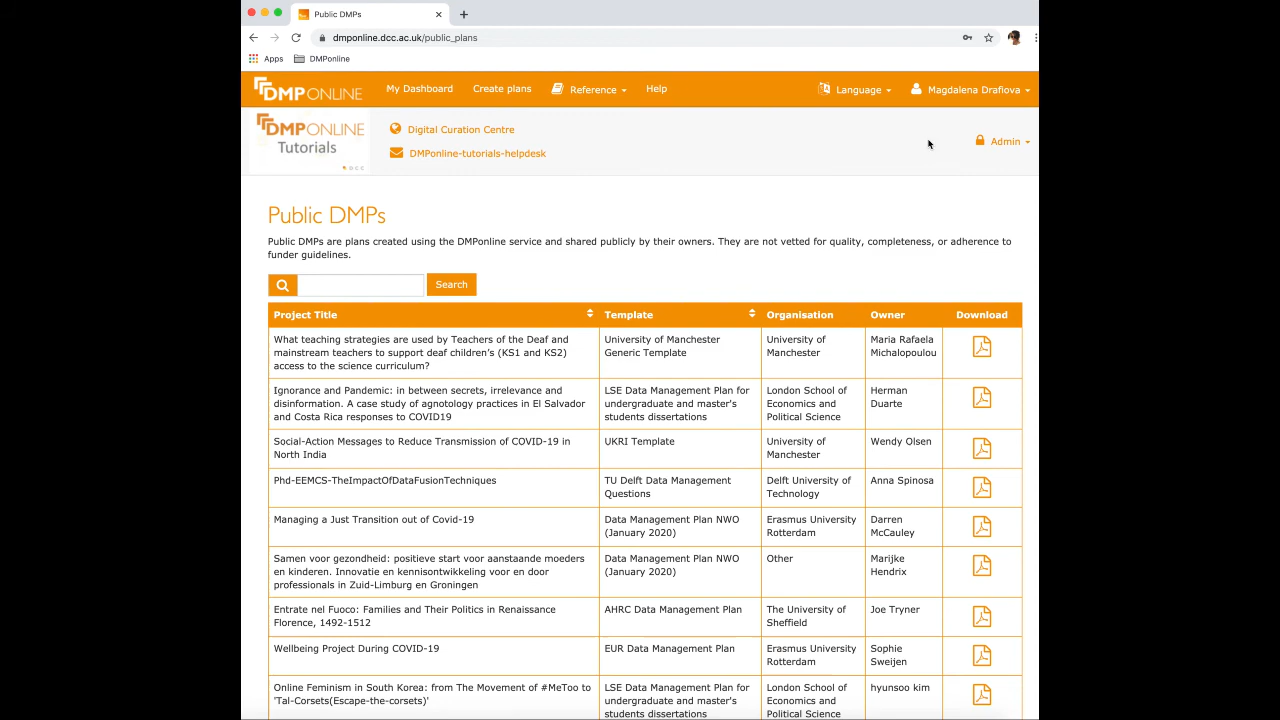 Public DMPs
dmponline.dcc.ac.uk/public_plans
Apps DMPonline
DMPONLINE My Dashboard Create plans Reference Help Language Magdalena Drafiova
DMPONLINE
Tutorials
Digital Curation Centre
DMPonline-tutorials-helpdesk
Admin
Public DMPs
Public DMPs are plans created using the DMPonline service and shared publicly by their owners. They are not vetted for quality, completeness, or adherence to
funder guidelines.
Search
Project Title Template Organisation Owner Download
What teaching strategies are used by Teachers of the Deaf and
mainstream teachers to support deaf children's (KS1 and KS2)
access to the science curriculum?
University of Manchester
Generic Template
University of
Manchester
Maria Rafaela
Michalopoulou
Ignorance and Pandemic: in between secrets, irrelevance and
disinformation. A case study of agnotology practices in El Salvador
and Costa Rica responses to COVID19
LSE Data Management Plan for
undergraduate and master's
students dissertations
London School of
Economics and
Political Science
Herman
Duarte
Social-Action Messages to Reduce Transmission of COVID-19 in
North India
UKRI Template
University of
Manchester
Wendy Olsen
Phd-EEMCS-TheImpactOfDataFusionTechniques
TU Delft Data Management
Questions
Delft University of
Technology
Anna Spinosa
Managing a Just Transition out of Covid-19
Data Management Plan NWO
(January 2020)
Erasmus University
Rotterdam
Darren
McCauley
Samen voor gezondheid: positieve start voor aanstaande moeders
en kinderen. Innovatie en kennisontwikkeling voor en door
professionals in Zuid-Limburg en Groningen
Data Management Plan NWO
(January 2020)
Other
Marijke
Hendrix
Entrate nel Fuoco: Families and Their Politics in Renaissance
Florence, 1492-1512
AHRC Data Management Plan
The University of
Sheffield
Joe Tryner
Wellbeing Project During COVID-19
EUR Data Management Plan
Erasmus University
Rotterdam
Sophie
Sweijen
Online Feminism in South Korea: from The Movement of #MeToo to
'Tal-Corsets(Escape-the-corsets)'
LSE Data Management Plan for
undergraduate and master's
students dissertations
London School of
Economics and
Political Science
hyunsoo kim